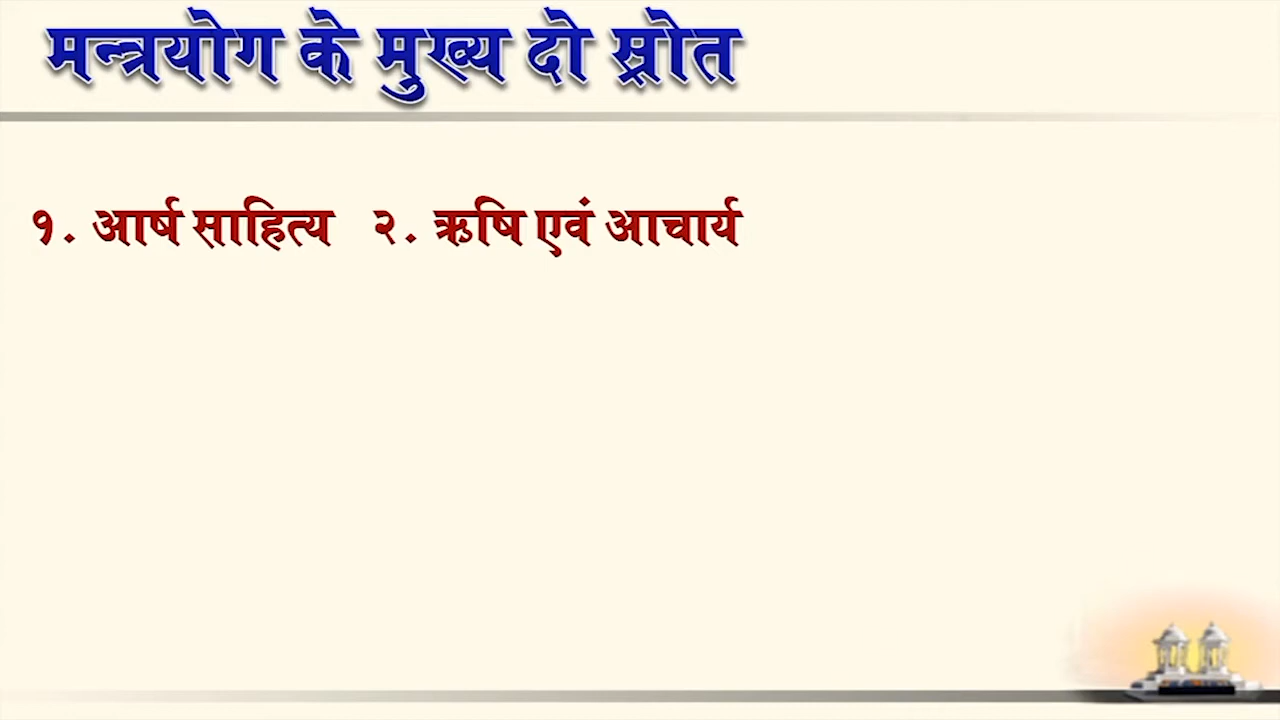 मन्त्रयोग के मुख्य दो स्रोत
१. आर्ष साहित्य २. ऋषि एवं आचार्य